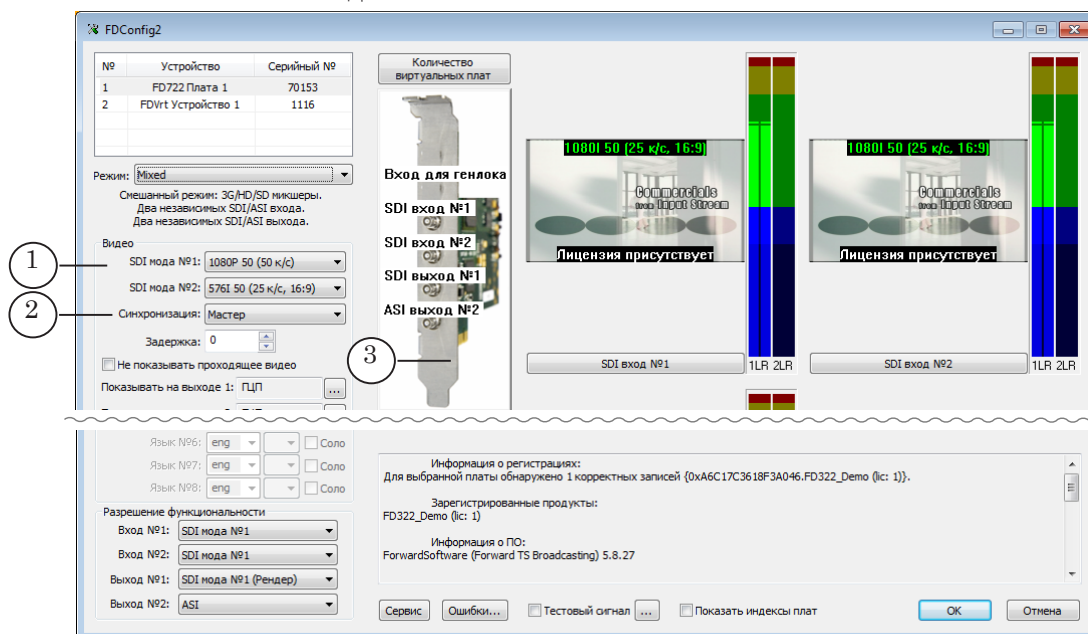 FDConfig2
№ Устройство Серийный №
1 FD722 Плата 1 70153
2 FDVrt Устройство 1 1116
Режим: Mixed
Смешанный режим: 3G/HD/SD микшеры.
Два независимых SDI/ASI входа.
Два независимых SDI/ASI выхода.
Видео
1
SDI мода №1: 1080P 50 (50 к/с)
SDI мода №2: 576I 50 (25 к/с, 16:9)
2
Синхронизация: Мастер
Задержка: 0
Не показывать проходящее видео
Показывать на выходе 1: ПЦП ...
Количество
виртуальных плат
Вход для генлока
SDI вход №1
SDI вход №2
SDI выход №1
ASI выход №2
3
1080I 50 (25 к/с, 16:9)
Commercials
from Input Stream
Лицензия присутствует
SDI вход №1
1LR 2LR
1080I 50 (25 к/с, 16:9)
Commercials
from Input Stream
Лицензия присутствует
SDI вход №2
1LR 2LR
Язык №6: eng Соло
Язык №7: eng Соло
Язык №8: eng Соло
Разрешение функциональности
Вход №1: SDI мода №1
Вход №2: SDI мода №1
Выход №1: SDI мода №1 (Рендер)
Выход №2: ASI
Информация о регистрациях:
Для выбранной платы обнаружено 1 корректных записей {0xA6C17C3618F3A046.FD322_Demo (lic: 1)}.
Зарегистрированные продукты:
FD322_Demo (lic: 1)
Информация о ПО:
ForwardSoftware (Forward TS Broadcasting) 5.8.27
Сервис Ошибки... Тестовый сигнал ... Показать индексы плат OK Отмена